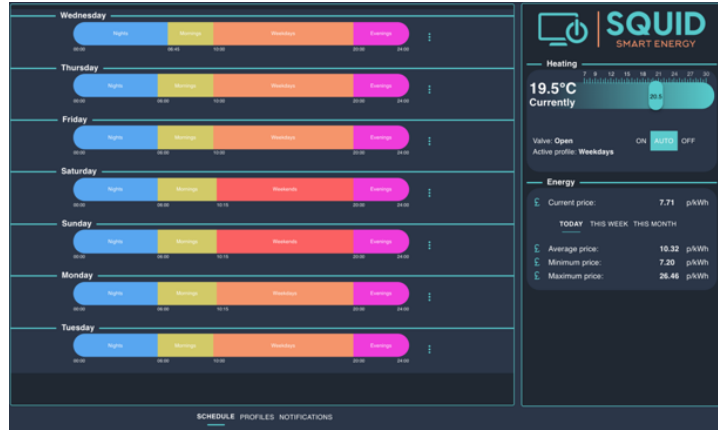 Wednesday
Nights Mornings Weekdays Evenings
00:00 06:45 10:00 20:00 24:00
Thursday
Nights Mornings Weekdays Evenings
00:00 06:00 10:00 20:00 24:00
Friday
Nights Mornings Weekdays Evenings
00:00 06:00 10:00 20:00 24:00
Saturday
Nights Mornings Weekends Evenings
00:00 06:00 10:15 20:00 24:00
Sunday
Nights Mornings Weekends Evenings
00:00 06:00 10:15 20:00 24:00
Monday
Nights Mornings Weekdays Evenings
00:00 06:00 10:15 20:00 24:00
Tuesday
Nights Mornings Weekdays Evenings
00:00 06:00 10:00 20:00 24:00
SCHEDULE PROFILES NOTIFICATIONS
SQUID
SMART ENERGY
Heating
7 9 12 15 18 21 24 27 30
19.5°C
Currently
20.5
Valve: Open
Active profile: Weekdays
ON AUTO OFF
Energy
£ Current price: 7.71 p/kWh
TODAY THIS WEEK THIS MONTH
£ Average price: 10.32 p/kWh
£ Minimum price: 7.20 p/kWh
£ Maximum price: 26.46 p/kWh